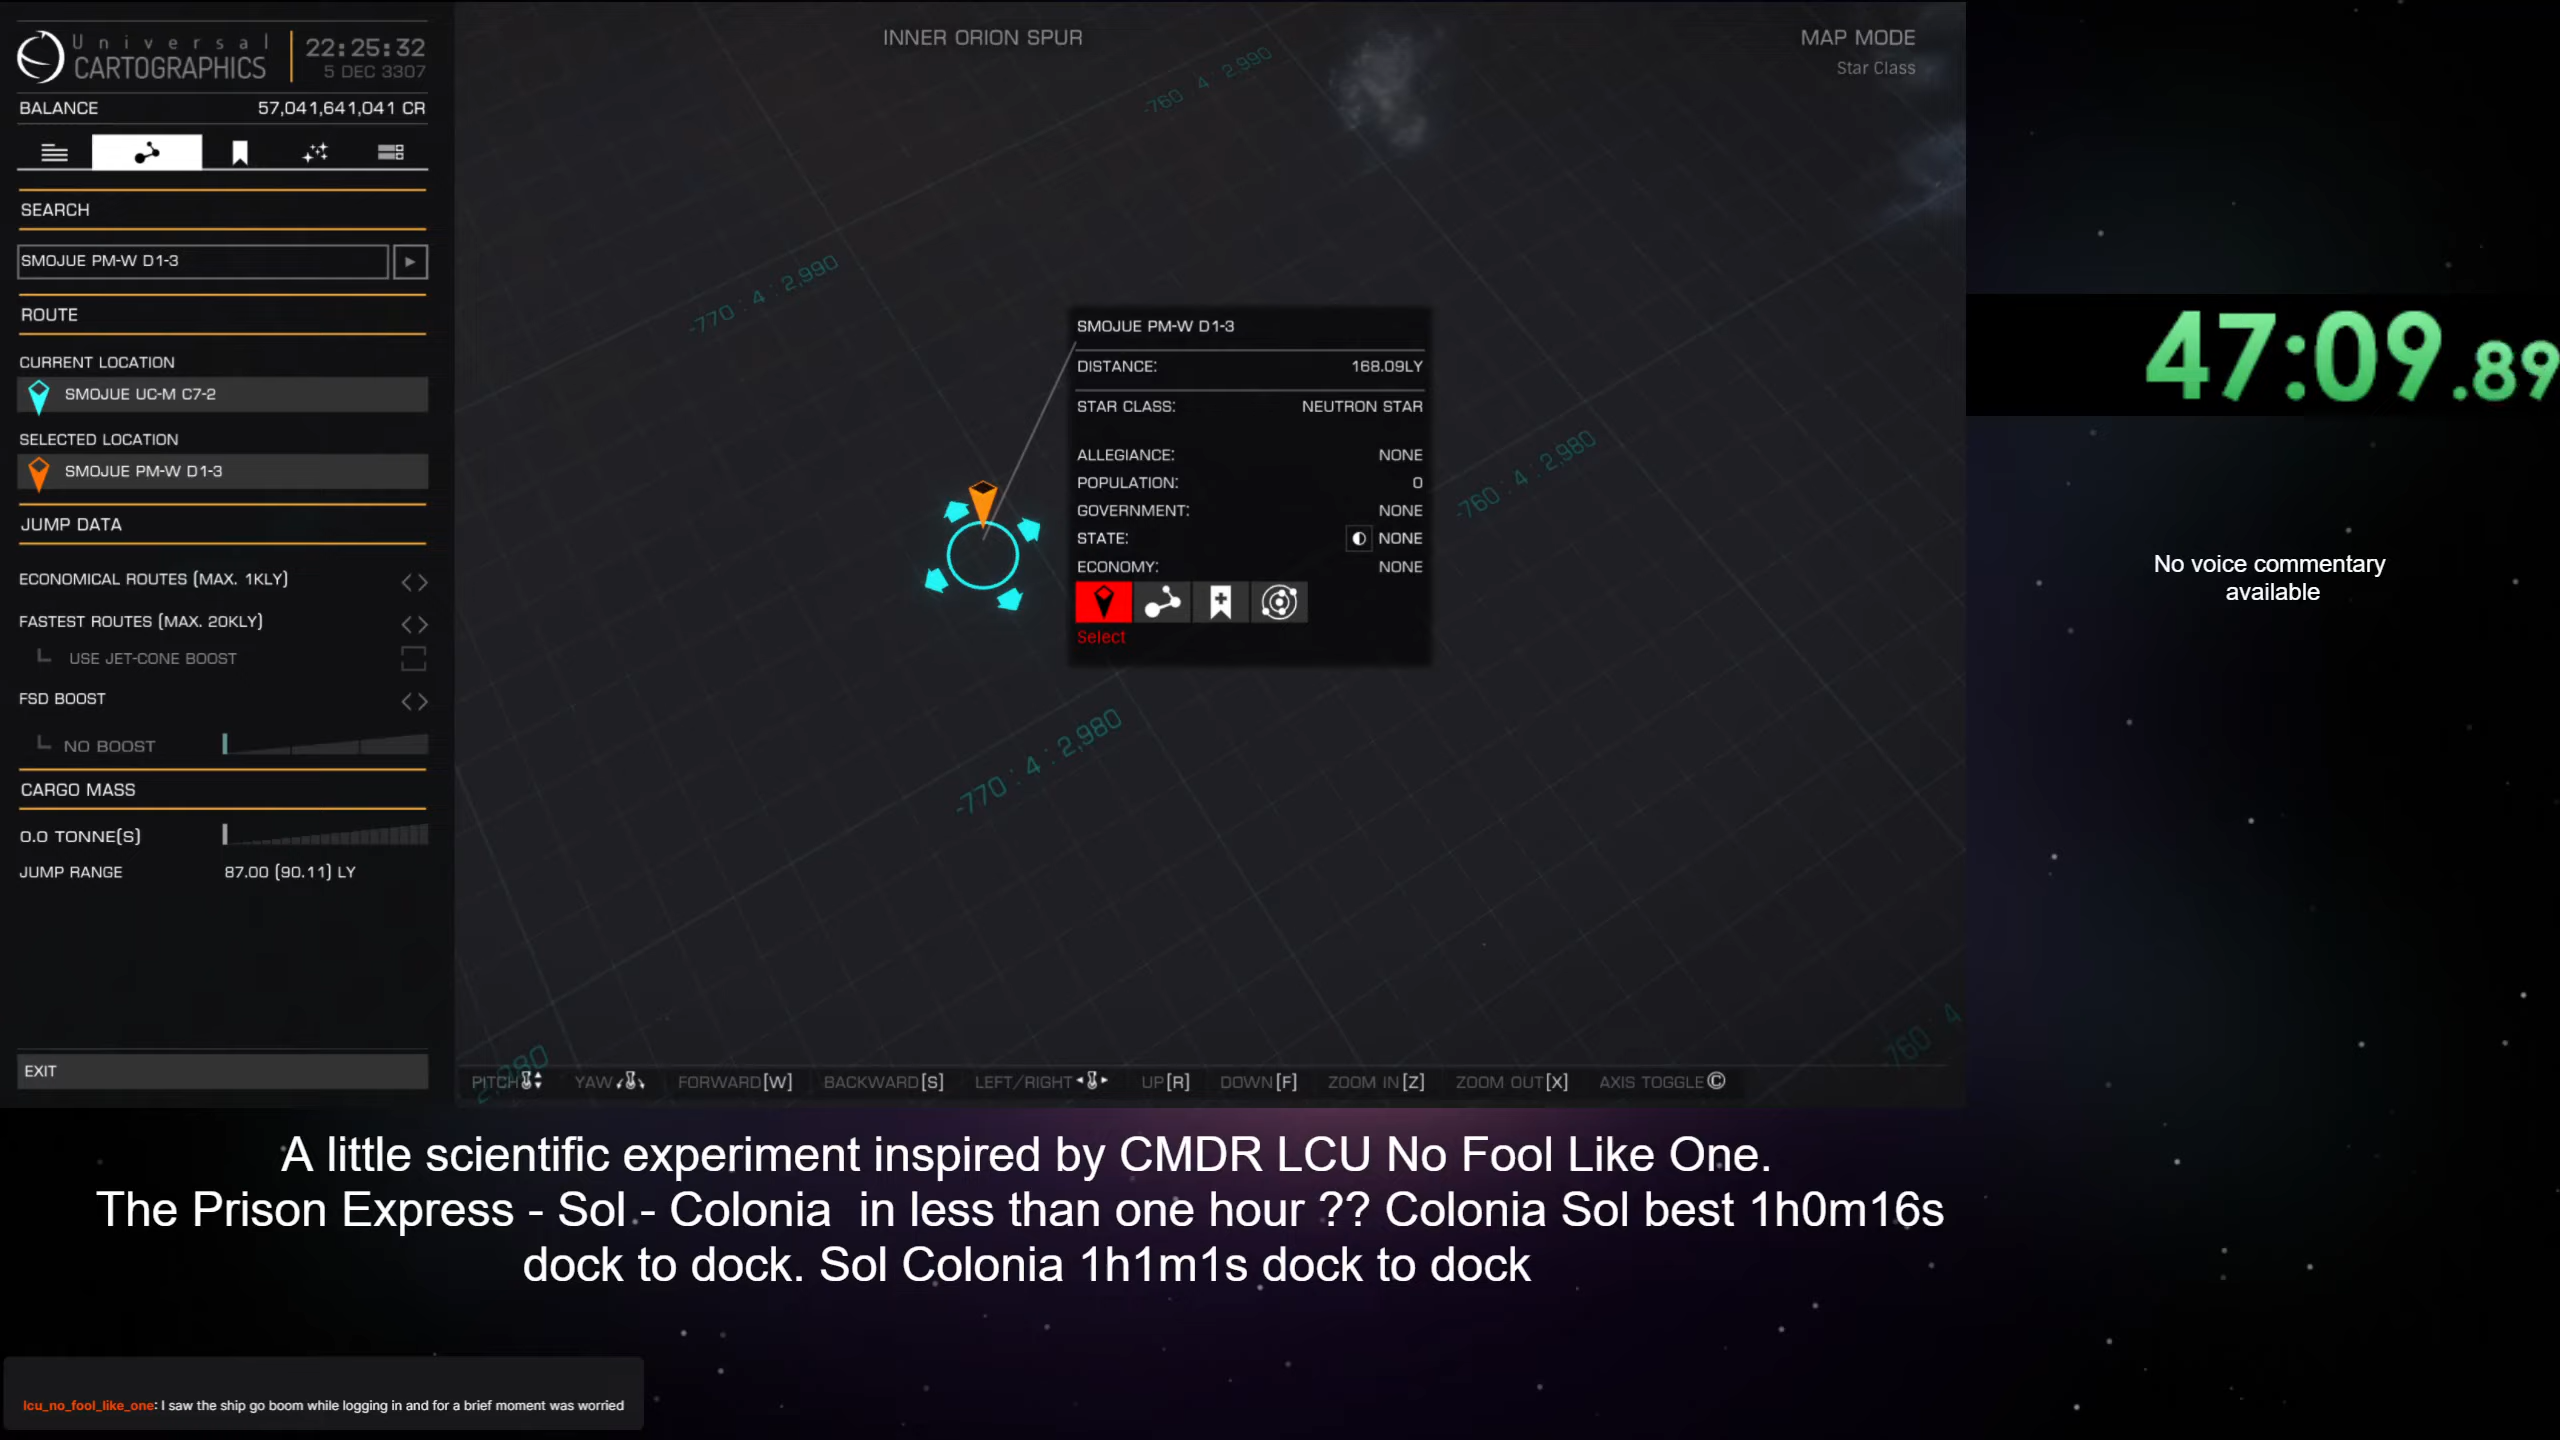 Universal
CARTOGRAPHICS
22:25:32
5 DEC 3307
BALANCE 57,041,641,041 CR
SEARCH
SMOJUE PM-W D1-3
ROUTE
CURRENT LOCATION
SMOJUE UC-M C7-2
SELECTED LOCATION
SMOJUE PM-W D1-3
JUMP DATA
ECONOMICAL ROUTES (MAX. 1KLY)
FASTEST ROUTES (MAX. 20KLY)
USE JET-CONE BOOST
FSD BOOST
NO BOOST
CARGO MASS
0.0 TONNE(S)
JUMP RANGE 87.00 (90.11) LY
EXIT
INNER ORION SPUR
MAP MODE
Star Class
-760 : 4 : 2,990
-770 : 4 : 2,990
-760 : 4 : 2,980
-770 : 4 : 2,980
-760 : 4
SMOJUE PM-W D1-3
DISTANCE: 168.09LY
STAR CLASS: NEUTRON STAR
ALLEGIANCE: NONE
POPULATION: 0
GOVERNMENT: NONE
STATE: NONE
ECONOMY: NONE
Select
PITCH YAW FORWARD[W] BACKWARD[S] LEFT/RIGHT UP[R] DOWN[F] ZOOM IN[Z] ZOOM OUT[X] AXIS TOGGLE©
47:09.89
No voice commentary
available
A little scientific experiment inspired by CMDR LCU No Fool Like One.
The Prison Express - Sol - Colonia in less than one hour ?? Colonia Sol best 1h0m16s
dock to dock. Sol Colonia 1h1m1s dock to dock
lcu_no_fool_like_one: I saw the ship go boom while logging in and for a brief moment was worried